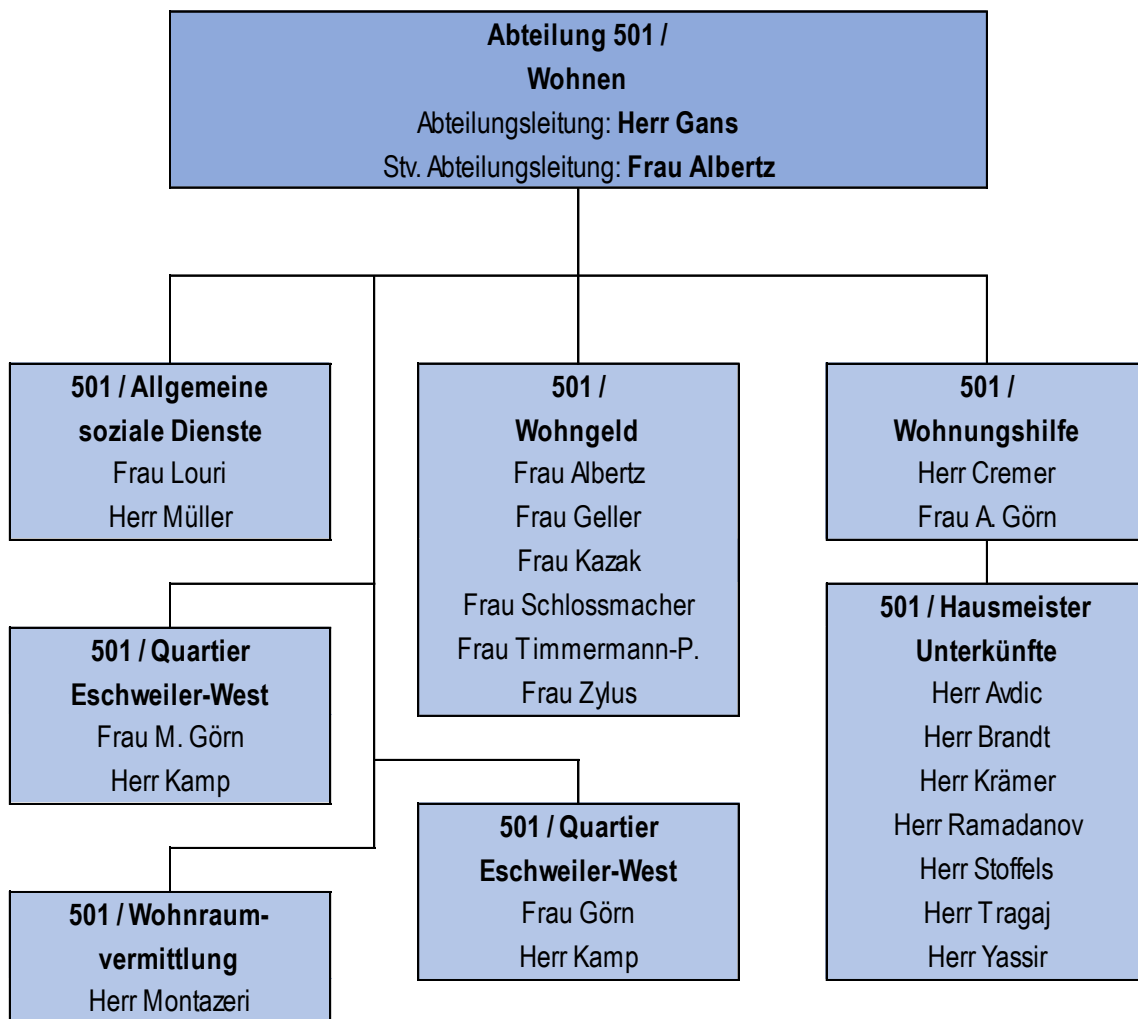 Abteilung 501 /
Wohnen
Abteilungsleitung: Herr Gans
Stv. Abteilungsleitung: Frau Albertz
501 / Allgemeine
soziale Dienste
Frau Louri
Herr Müller
501 / Quartier
Eschweiler-West
Frau M. Görn
Herr Kamp
501 / Wohnraum-
vermittlung
Herr Montazeri
501 /
Wohngeld
Frau Albertz
Frau Geller
Frau Kazak
Frau Schlossmacher
Frau Timmermann-P.
Frau Zylus
501 / Quartier
Eschweiler-West
Frau Görn
Herr Kamp
501 /
Wohnungshilfe
Herr Cremer
Frau A. Görn
501 / Hausmeister
Unterkünfte
Herr Avdic
Herr Brandt
Herr Krämer
Herr Ramadanov
Herr Stoffels
Herr Tragaj
Herr Yassir